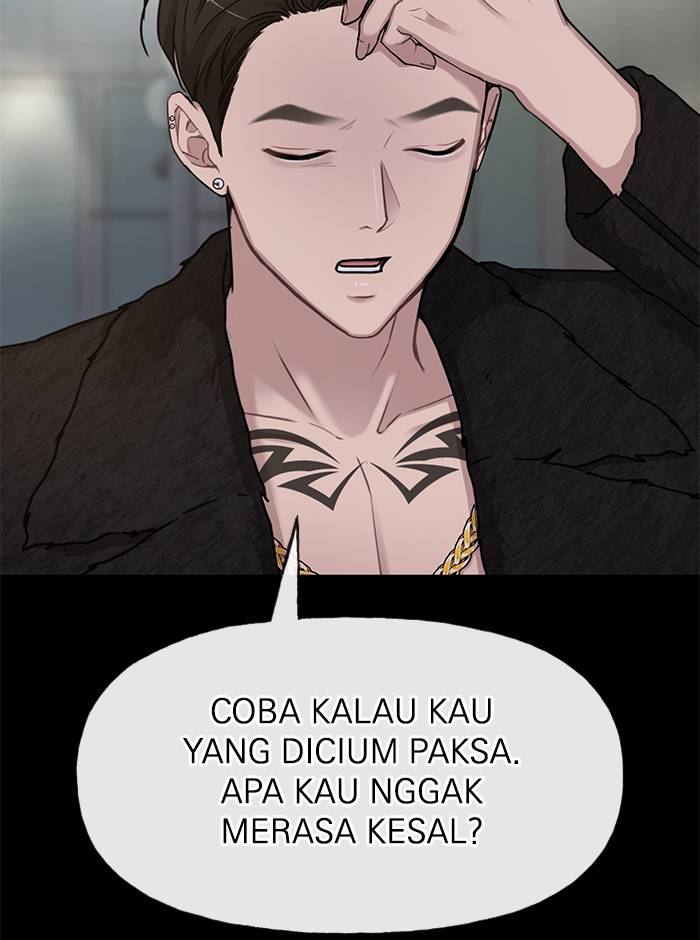 COBA KALAU KAU
YANG DICIUM PAKSA.
APA KAU NGGAK
MERASA KESAL?